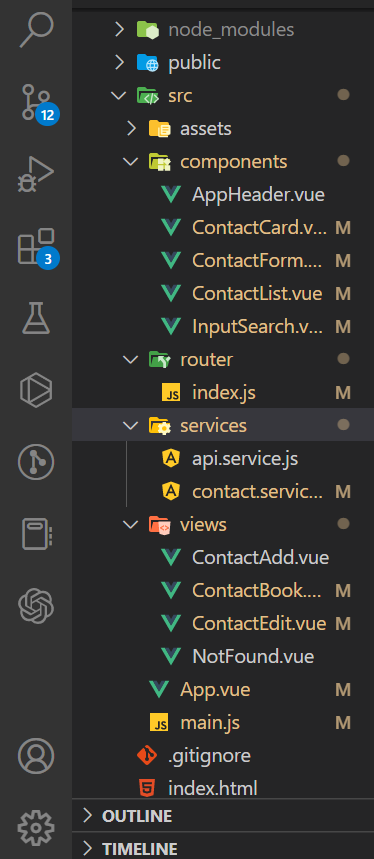 node_modules
public
src
assets
components
AppHeader.vue
ContactCard.v... M
ContactForm.... M
ContactList.vue M
InputSearch.v... M
router
JS index.js M
services
api.service.js
contact.servic... M
views
ContactAdd.vue
ContactBook.... M
ContactEdit.vue M
NotFound.vue
App.vue M
JS main.js M
.gitignore
index.html
OUTLINE
TIMELINE
12
3